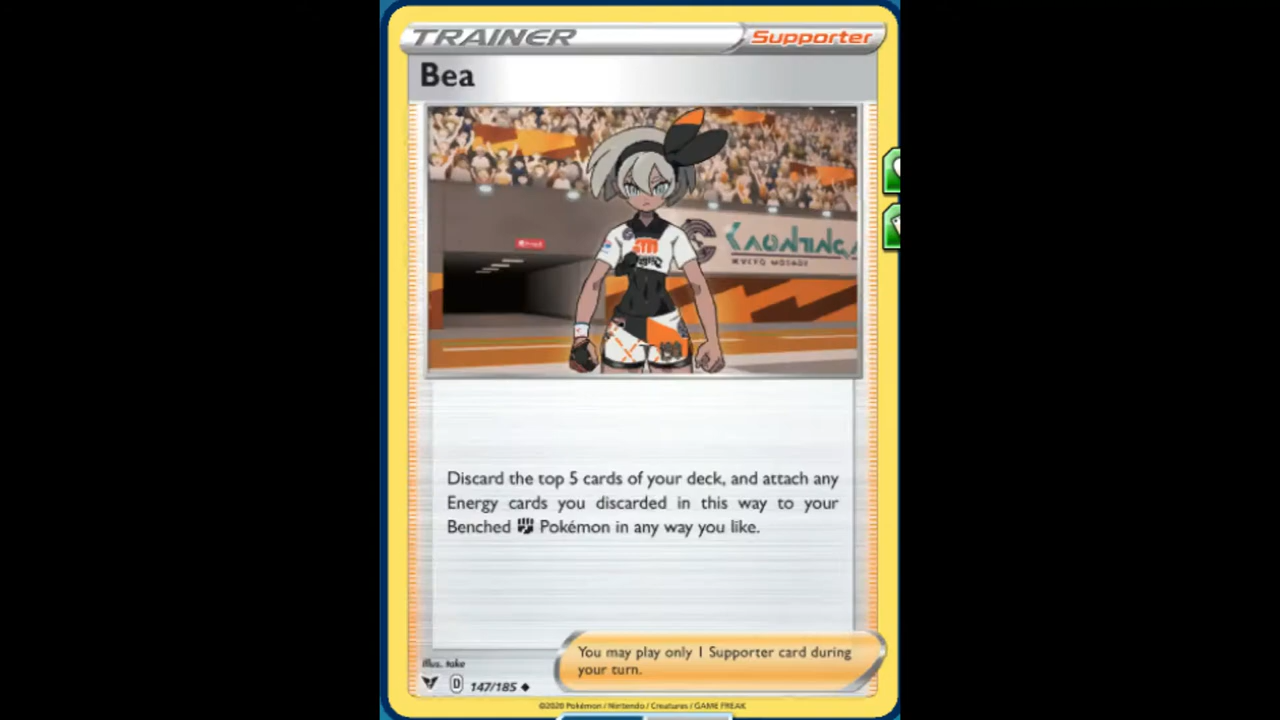 TRAINER
Supporter
Bea
Discard the top 5 cards of your deck, and attach any
Energy cards you discarded in this way to your
Benched Pokémon in any way you like.
You may play only 1 Supporter card during
your turn.
Illus. take
D 147/185
©2020 Pokémon / Nintendo / Creatures / GAME FREAK